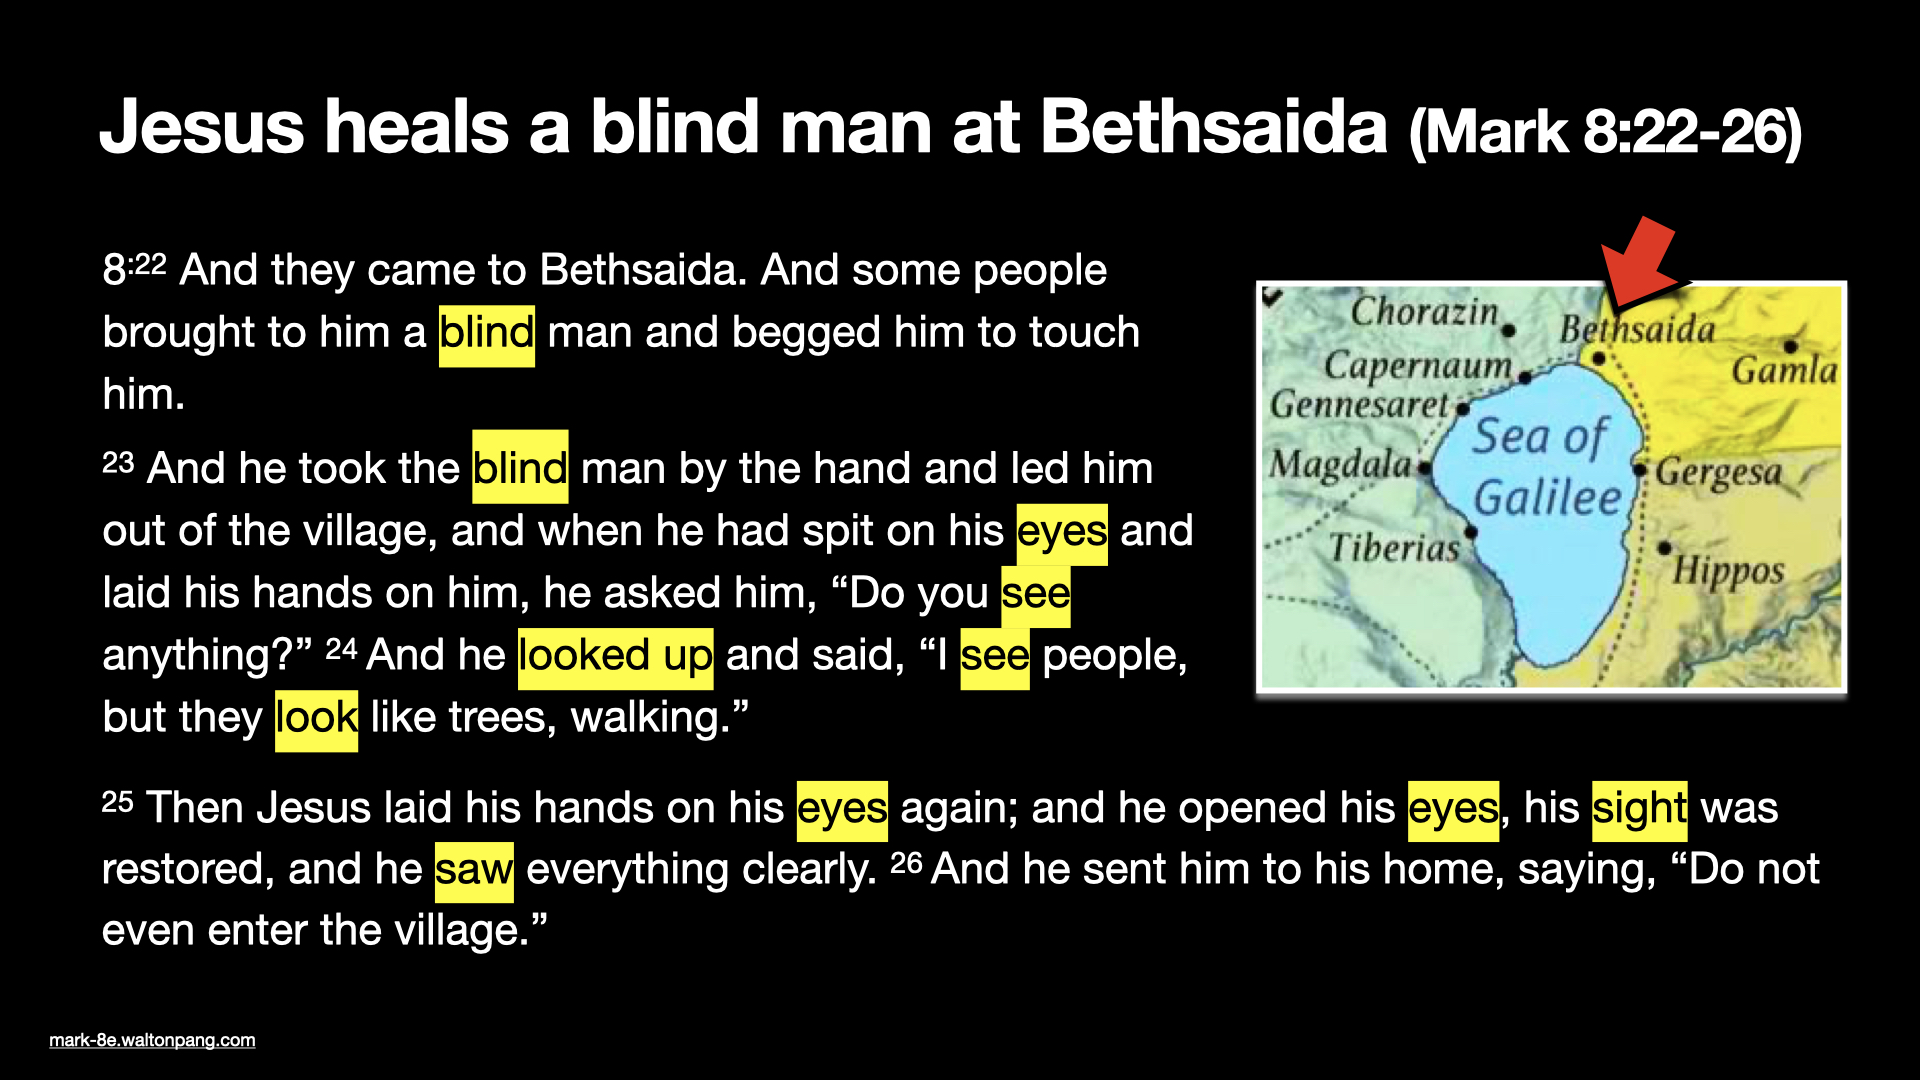 Jesus heals a blind man at Bethsaida (Mark 8:22-26)
8:22 And they came to Bethsaida. And some people
brought to him a blind man and begged him to touch
him.
23 And he took the blind man by the hand and led him
out of the village, and when he had spit on his eyes and
laid his hands on him, he asked him, “Do you see
anything?” 24 And he looked up and said, “I see people,
but they look like trees, walking.”
25 Then Jesus laid his hands on his eyes again; and he opened his eyes, his sight was
restored, and he saw everything clearly. 26 And he sent him to his home, saying, “Do not
even enter the village.”
Chorazin
Bethsaida
Capernaum
Gamla
Gennesaret
Sea of
Galilee
Magdala
Gergesa
Tiberias
Hippos
mark-8e.waltonpang.com